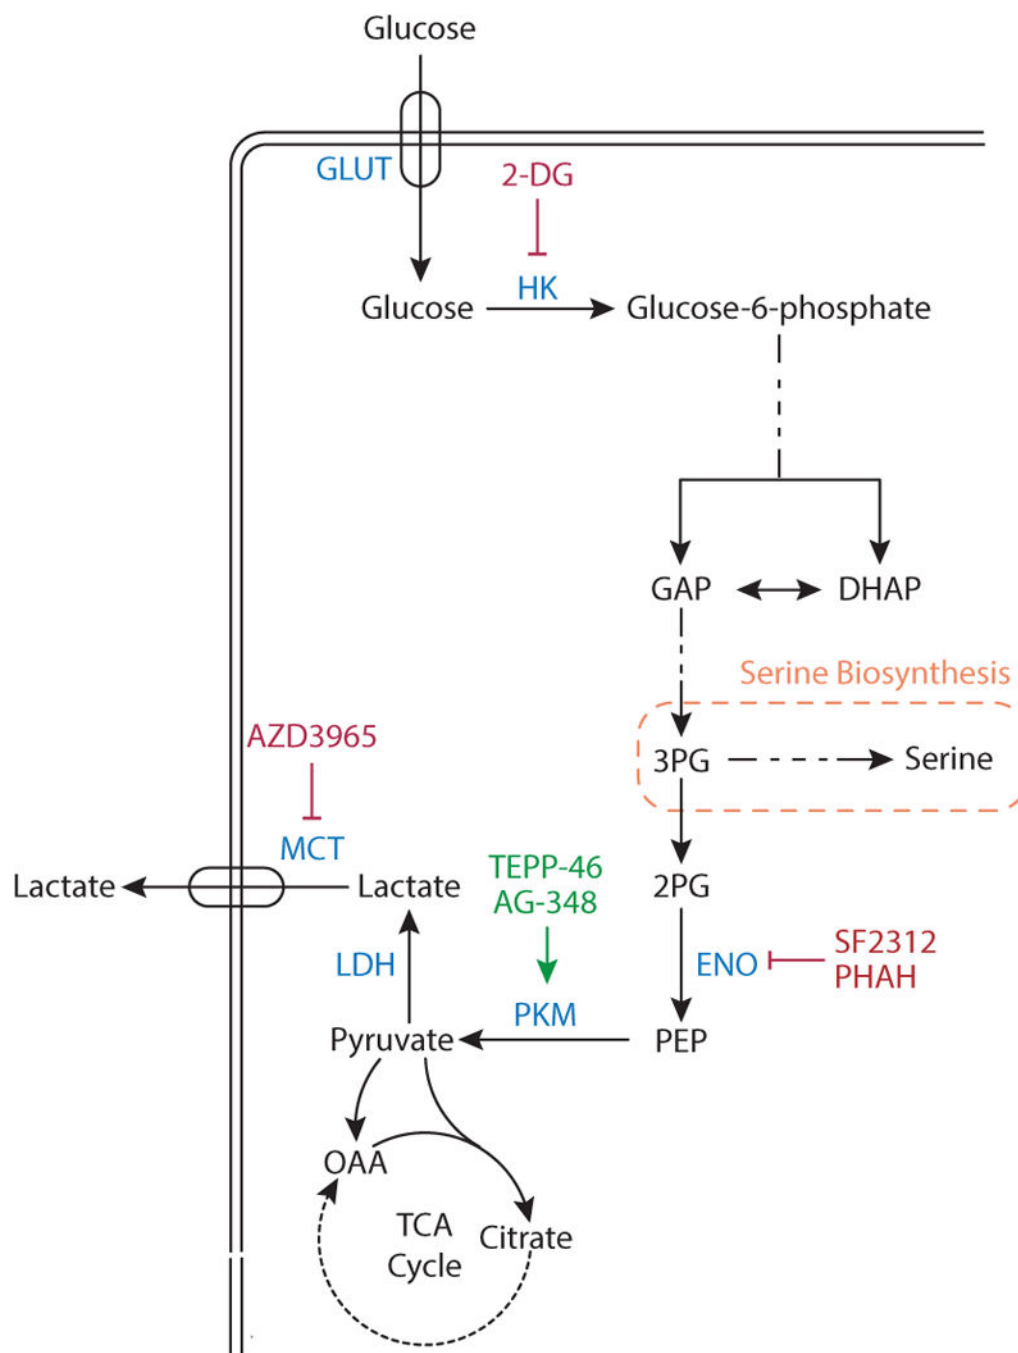 Glucose
GLUT
2-DG
HK
Glucose
Glucose-6-phosphate
GAP
DHAP
Serine Biosynthesis
3PG
Serine
AZD3965
MCT
Lactate
Lactate
TEPP-46
AG-348
2PG
LDH
ENO
SF2312
PHAH
PKM
Pyruvate
PEP
OAA
TCA
Cycle
Citrate